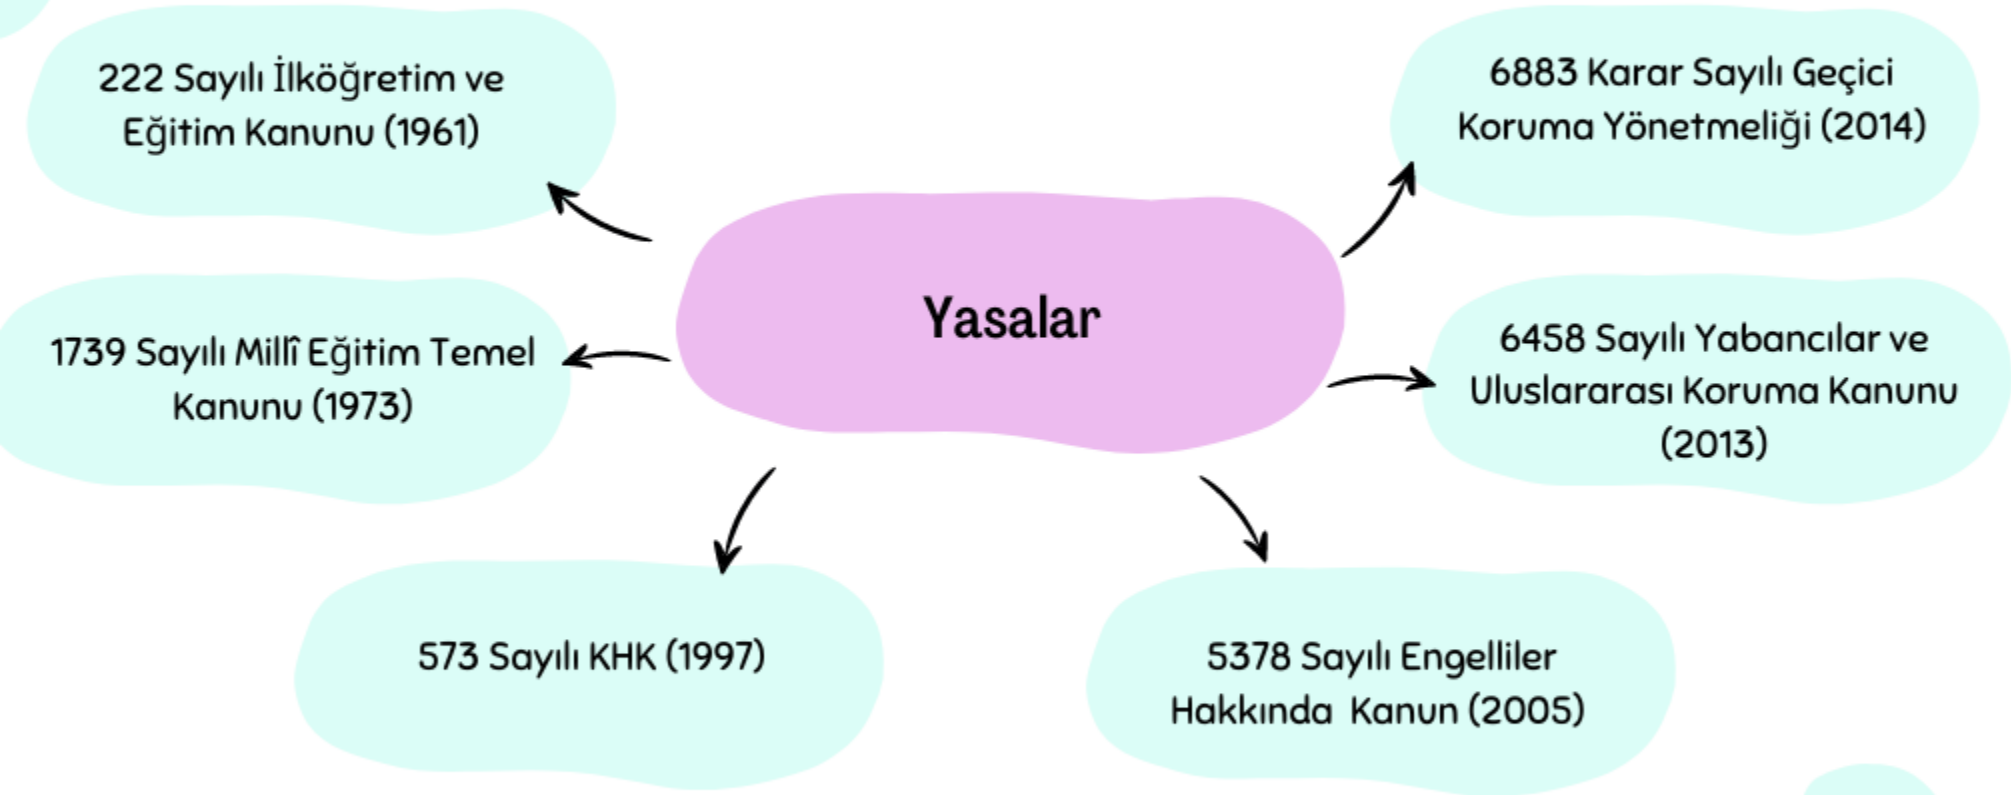 222 Sayılı İlköğretim ve
Eğitim Kanunu (1961)
6883 Karar Sayılı Geçici
Koruma Yönetmeliği (2014)
Yasalar
1739 Sayılı Millî Eğitim Temel
Kanunu (1973)
6458 Sayılı Yabancılar ve
Uluslararası Koruma Kanunu
(2013)
573 Sayılı KHK (1997)
5378 Sayılı Engelliler
Hakkında Kanun (2005)